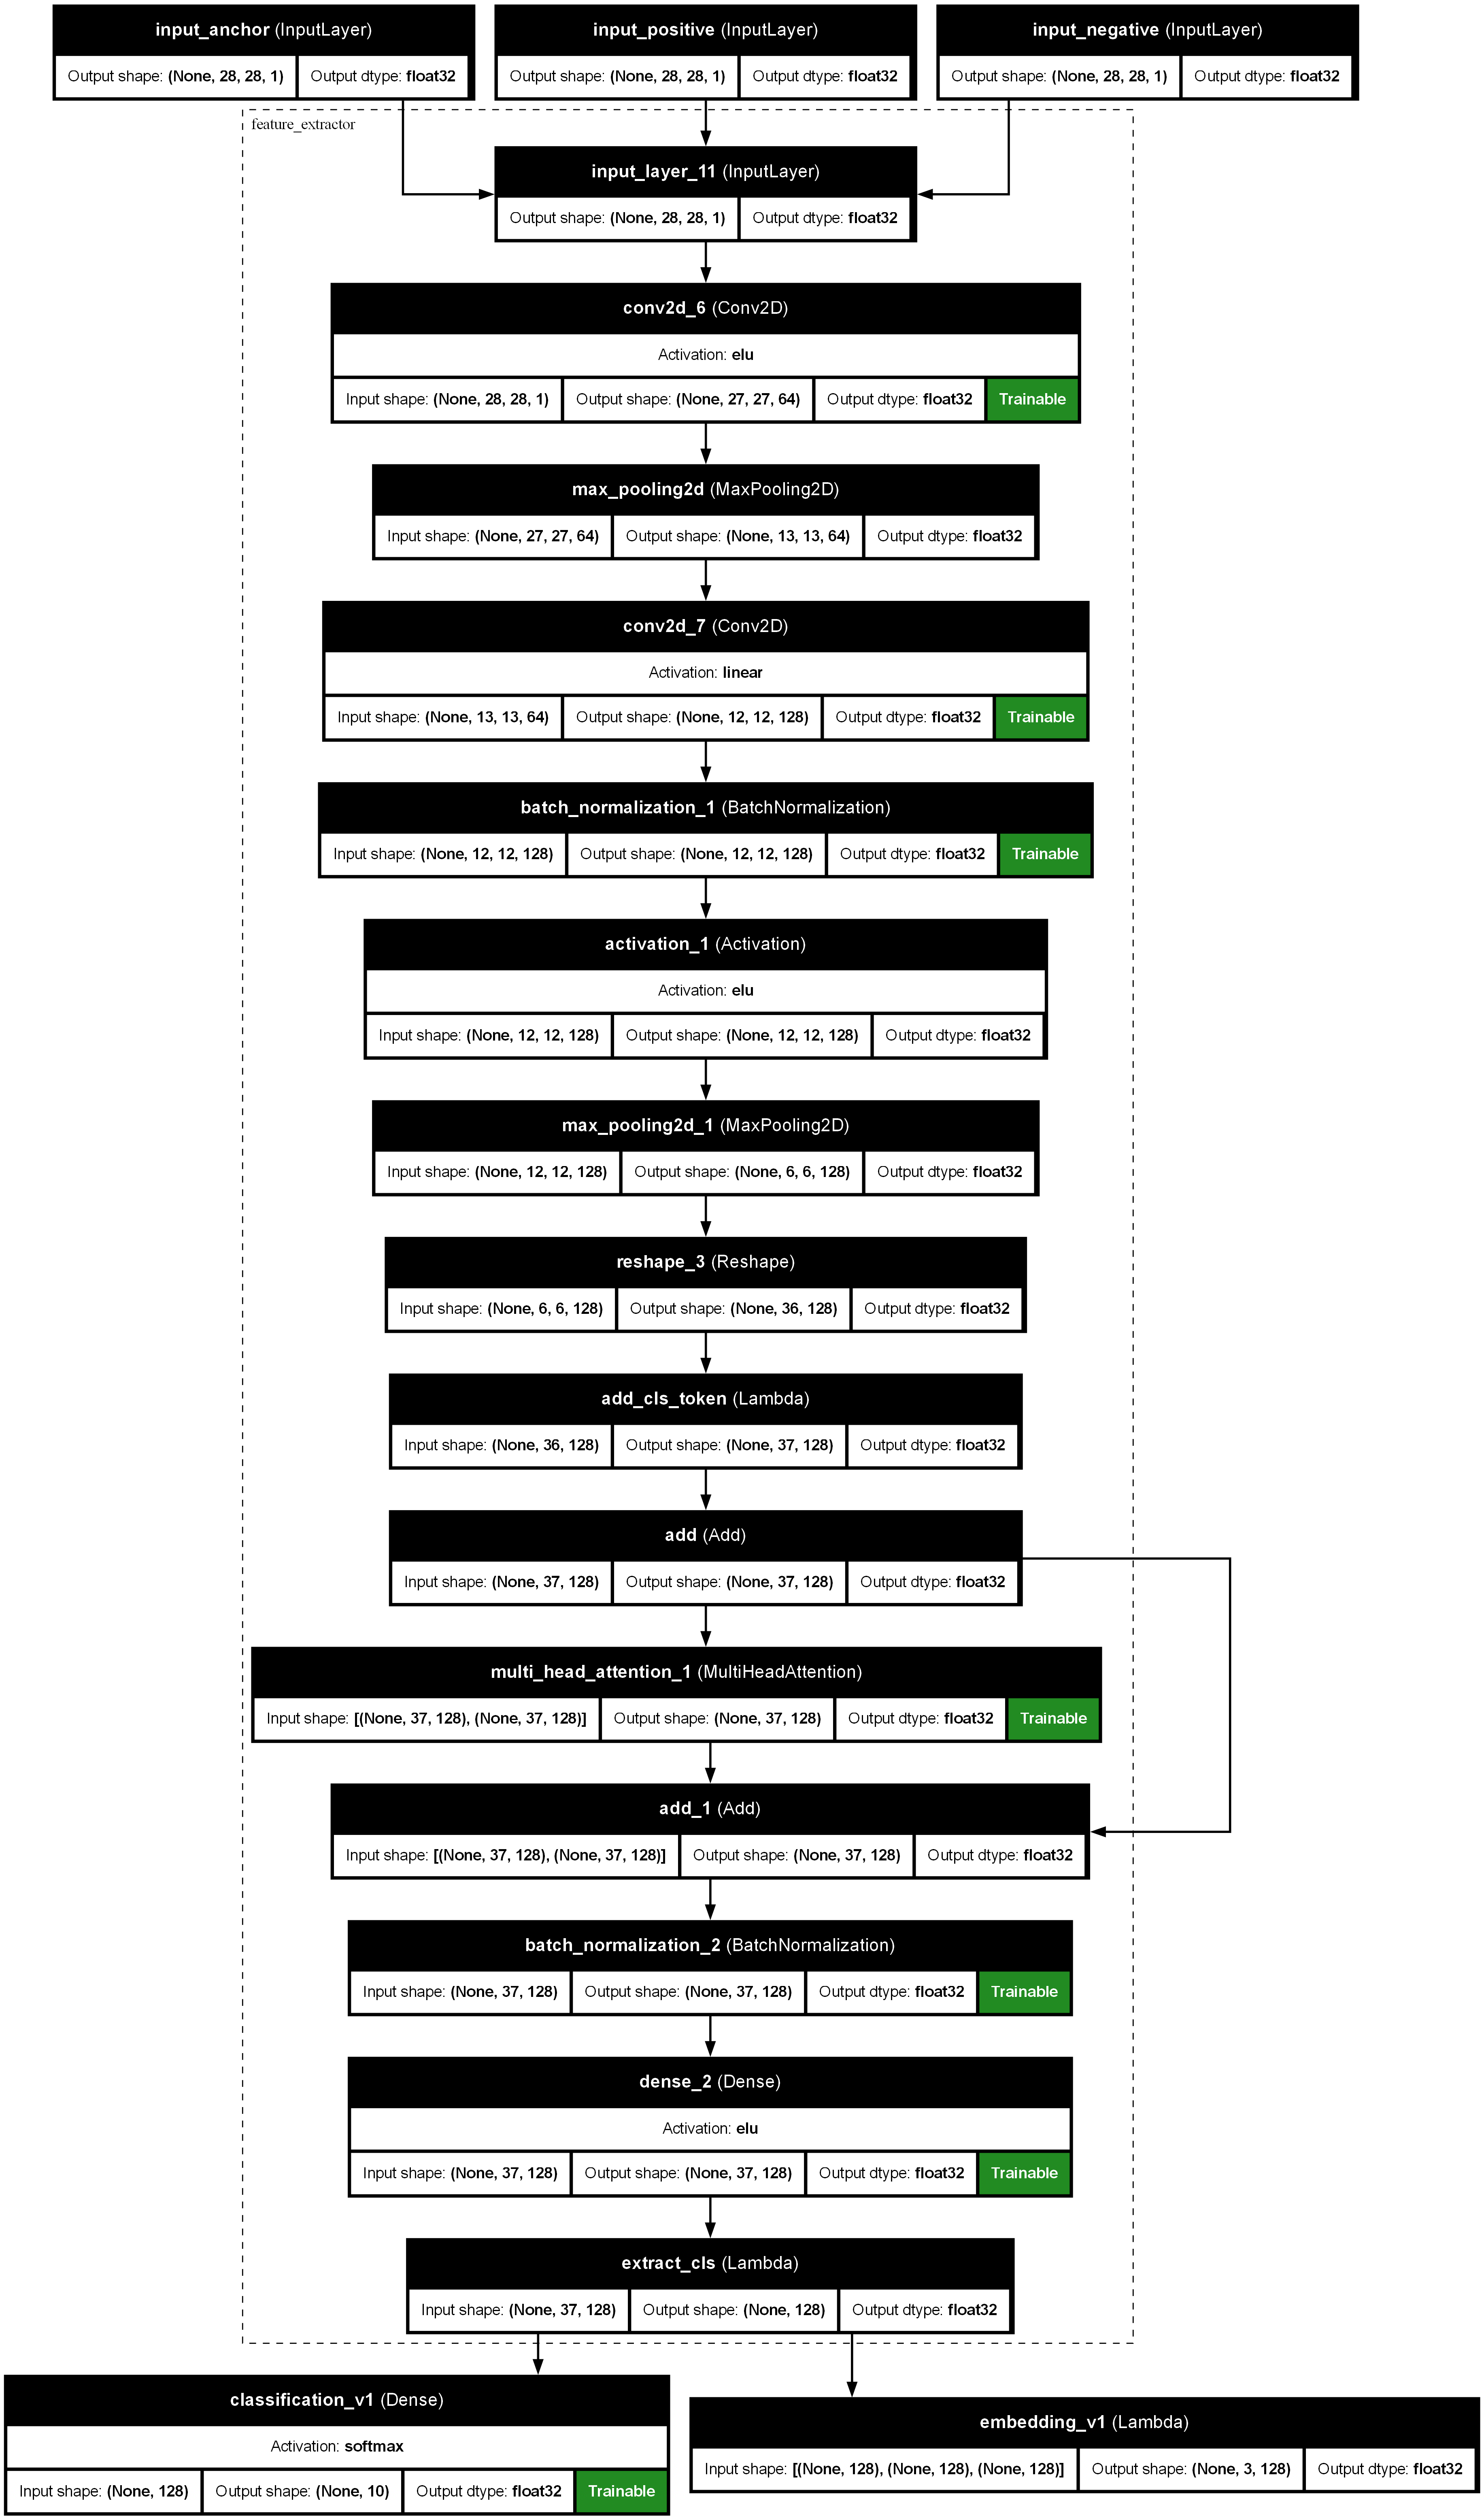 input_anchor (InputLayer)
Output shape: (None, 28, 28, 1) Output dtype: float32
input_positive (InputLayer)
Output shape: (None, 28, 28, 1) Output dtype: float32
input_negative (InputLayer)
Output shape: (None, 28, 28, 1) Output dtype: float32
feature_extractor
input_layer_11 (InputLayer)
Output shape: (None, 28, 28, 1) Output dtype: float32
conv2d_6 (Conv2D)
Activation: elu
Input shape: (None, 28, 28, 1) Output shape: (None, 27, 27, 64) Output dtype: float32 Trainable
max_pooling2d (MaxPooling2D)
Input shape: (None, 27, 27, 64) Output shape: (None, 13, 13, 64) Output dtype: float32
conv2d_7 (Conv2D)
Activation: linear
Input shape: (None, 13, 13, 64) Output shape: (None, 12, 12, 128) Output dtype: float32 Trainable
batch_normalization_1 (BatchNormalization)
Input shape: (None, 12, 12, 128) Output shape: (None, 12, 12, 128) Output dtype: float32 Trainable
activation_1 (Activation)
Activation: elu
Input shape: (None, 12, 12, 128) Output shape: (None, 12, 12, 128) Output dtype: float32
max_pooling2d_1 (MaxPooling2D)
Input shape: (None, 12, 12, 128) Output shape: (None, 6, 6, 128) Output dtype: float32
reshape_3 (Reshape)
Input shape: (None, 6, 6, 128) Output shape: (None, 36, 128) Output dtype: float32
add_cls_token (Lambda)
Input shape: (None, 36, 128) Output shape: (None, 37, 128) Output dtype: float32
add (Add)
Input shape: (None, 37, 128) Output shape: (None, 37, 128) Output dtype: float32
multi_head_attention_1 (MultiHeadAttention)
Input shape: [(None, 37, 128), (None, 37, 128)] Output shape: (None, 37, 128) Output dtype: float32 Trainable
add_1 (Add)
Input shape: [(None, 37, 128), (None, 37, 128)] Output shape: (None, 37, 128) Output dtype: float32
batch_normalization_2 (BatchNormalization)
Input shape: (None, 37, 128) Output shape: (None, 37, 128) Output dtype: float32 Trainable
dense_2 (Dense)
Activation: elu
Input shape: (None, 37, 128) Output shape: (None, 37, 128) Output dtype: float32 Trainable
extract_cls (Lambda)
Input shape: (None, 37, 128) Output shape: (None, 128) Output dtype: float32
classification_v1 (Dense)
Activation: softmax
Input shape: (None, 128) Output shape: (None, 10) Output dtype: float32 Trainable
embedding_v1 (Lambda)
Input shape: [(None, 128), (None, 128), (None, 128)] Output shape: (None, 3, 128) Output dtype: float32